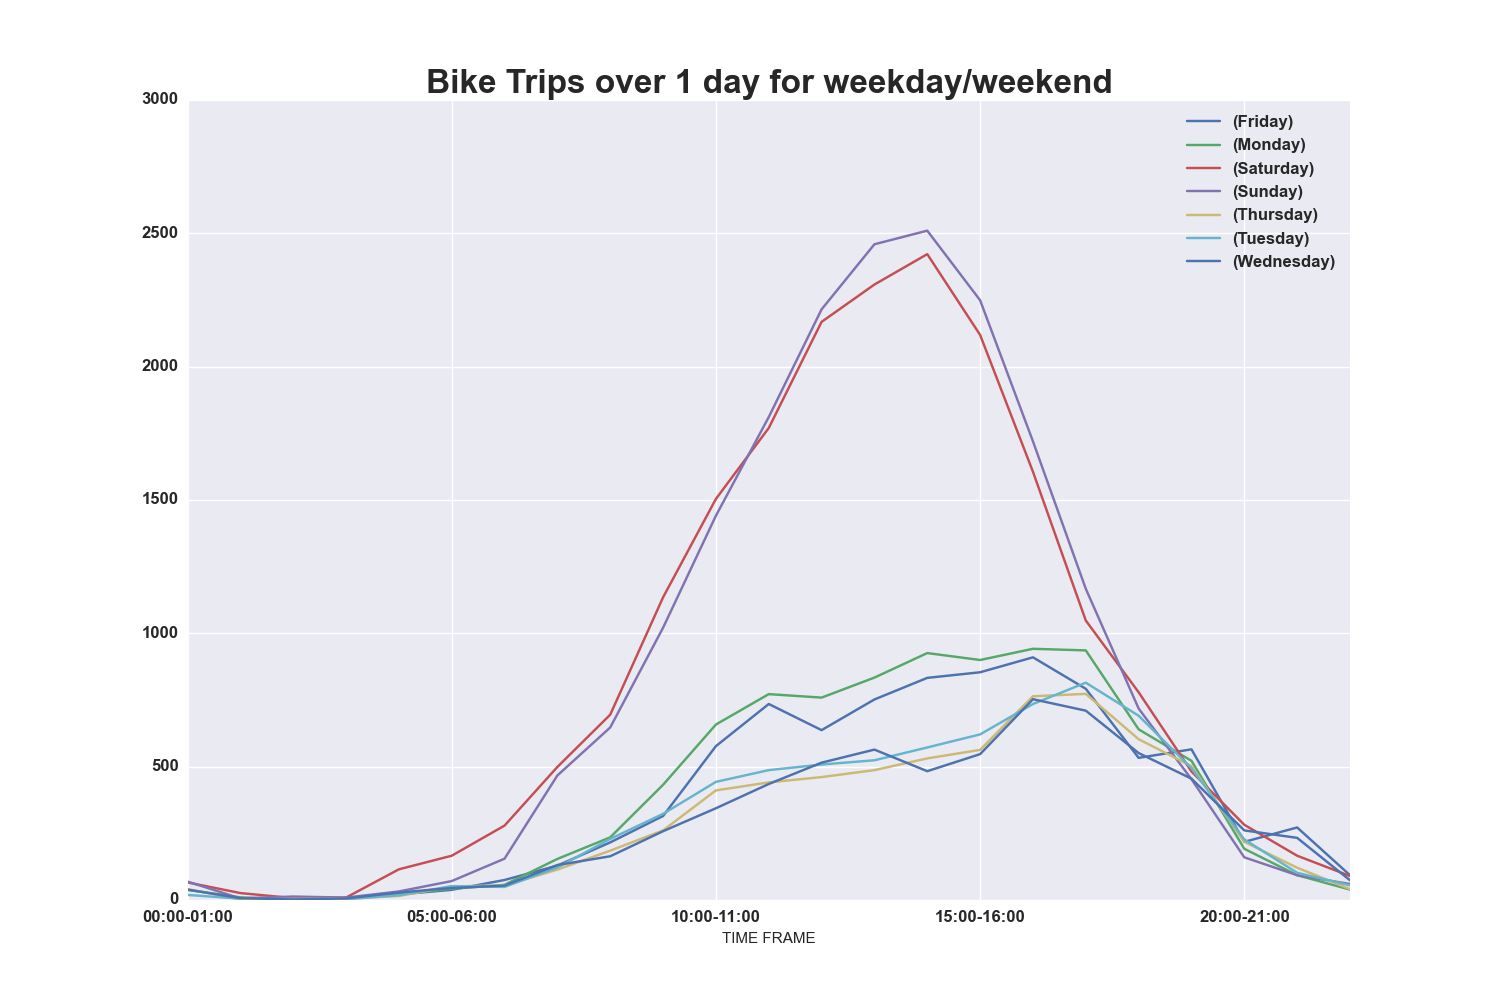 Bike Trips over 1 day for weekday/weekend
3000
2500
2000
1500
1000
500
0
(Friday)
(Monday)
(Saturday)
(Sunday)
(Thursday)
(Tuesday)
(Wednesday)
00:00-01:00 05:00-06:00 10:00-11:00 15:00-16:00 20:00-21:00
TIME FRAME